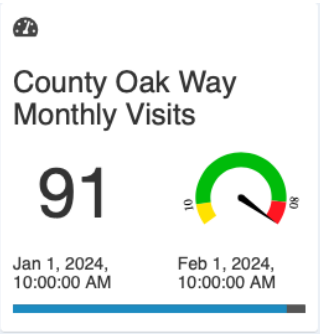 County Oak Way
Monthly Visits
91
10
80
Jan 1, 2024,
10:00:00 AM
Feb 1, 2024,
10:00:00 AM